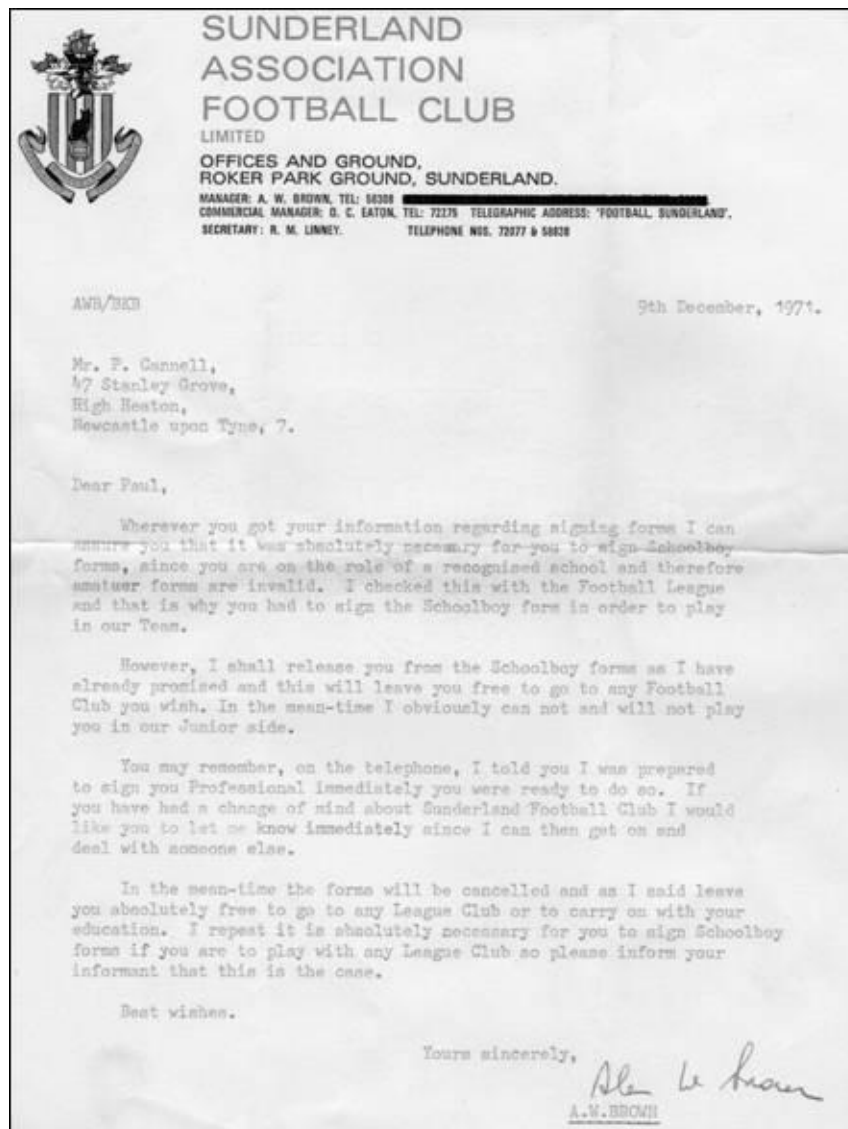 SUNDERLAND
ASSOCIATION
FOOTBALL CLUB
LIMITED
OFFICES AND GROUND,
ROKER PARK GROUND, SUNDERLAND.
MANAGER: A. W. BROWN, TEL: 58308
COMMERCIAL MANAGER: D. C. EATON, TEL: 72275 TELEGRAPHIC ADDRESS: 'FOOTBALL, SUNDERLAND'.
SECRETARY: R. M. LINNEY. TELEPHONE NOS. 72077 & 58638
AWB/BKB
9th December, 1971.
Mr. P. Cannell,
47 Stanley Grove,
High Heaton,
Newcastle upon Tyne, 7.
Dear Paul,
Wherever you got your information regarding signing forms I can
assure you that it was absolutely necessary for you to sign Schoolboy
forms, since you are on the role of a recognised school and therefore
amatuer forms are invalid. I checked this with the Football League
and that is why you had to sign the Schoolboy form in order to play
in our Team.
However, I shall release you from the Schoolboy forms as I have
already promised and this will leave you free to go to any Football
Club you wish. In the mean-time I obviously can not and will not play
you in our Junior side.
You may remember, on the telephone, I told you I was prepared
to sign you Professional immediately you were ready to do so. If
you have had a change of mind about Sunderland Football Club I would
like you to let me know immediately since I can then get on and
deal with someone else.
In the mean-time the forms will be cancelled and as I said leave
you absolutely free to go to any League Club or to carry on with your
education. I repeat it is absolutely necessary for you to sign Schoolboy
forms if you are to play with any League Club so please inform your
informant that this is the case.
Best wishes.
Yours sincerely,
Alan W Brown
A.W.BROWN